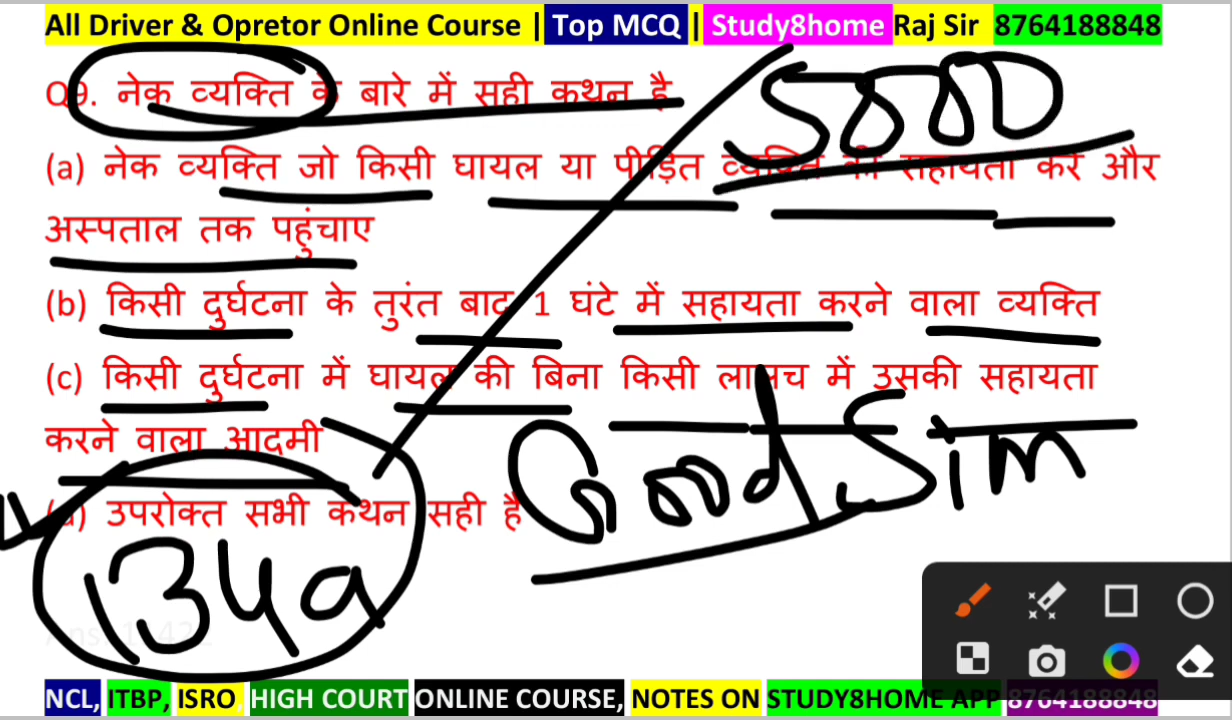 All Driver & Opretor Online Course | Top MCQ | Study8home Raj Sir 8764188848
Q9. नेक व्यक्ति के बारे में सही कथन है
5000
(a) नेक व्यक्ति जो किसी घायल या पीड़ित व्यक्ति की सहायता करे और
अस्पताल तक पहुंचाए
(b) किसी दुर्घटना के तुरंत बाद 1 घंटे में सहायता करने वाला व्यक्ति
(c) किसी दुर्घटना में घायल की बिना किसी लालच में उसकी सहायता
करने वाला आदमी
Good Sim
(d) उपरोक्त सभी कथन सही है
134a
NCL, ITBP, ISRO, HIGH COURT ONLINE COURSE, NOTES ON STUDY8HOME APP 8764188848